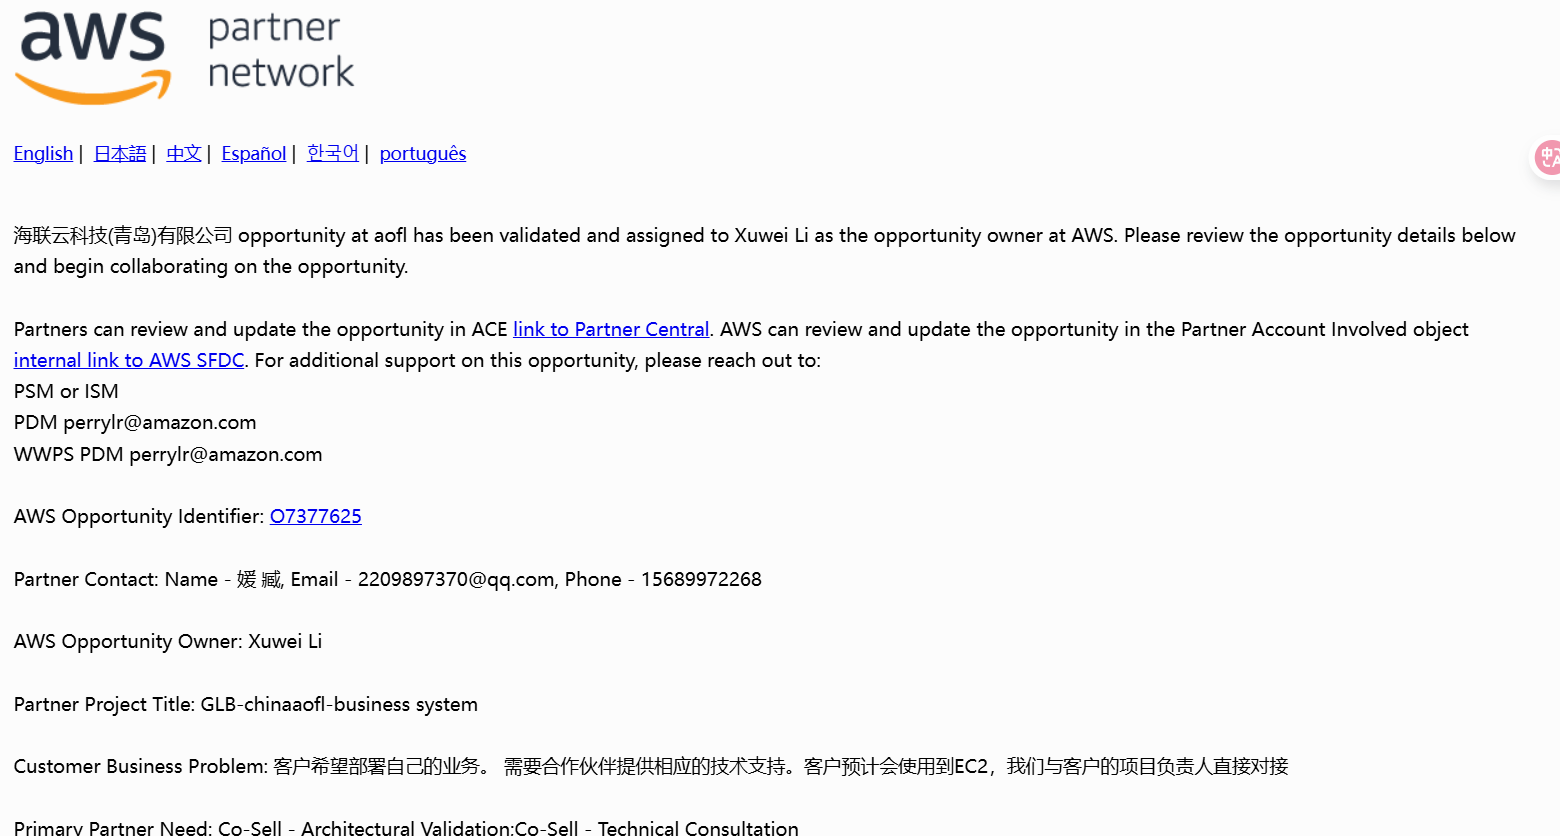 aws partner network
English | 日本語 | 中文 | Español | 한국어 | português
海联云科技(青岛)有限公司 opportunity at aofl has been validated and assigned to Xuwei Li as the opportunity owner at AWS. Please review the opportunity details below
and begin collaborating on the opportunity.
Partners can review and update the opportunity in ACE link to Partner Central. AWS can review and update the opportunity in the Partner Account Involved object
internal link to AWS SFDC. For additional support on this opportunity, please reach out to:
PSM or ISM
PDM perrylr@amazon.com
WWPS PDM perrylr@amazon.com
AWS Opportunity Identifier: O7377625
Partner Contact: Name - 媛 臧, Email - 2209897370@qq.com, Phone - 15689972268
AWS Opportunity Owner: Xuwei Li
Partner Project Title: GLB-chinaaofl-business system
Customer Business Problem: 客户希望部署自己的业务。 需要合作伙伴提供相应的技术支持。客户预计会使用到EC2，我们与客户的项目负责人直接对接
Primary Partner Need: Co-Sell - Architectural Validation;Co-Sell - Technical Consultation